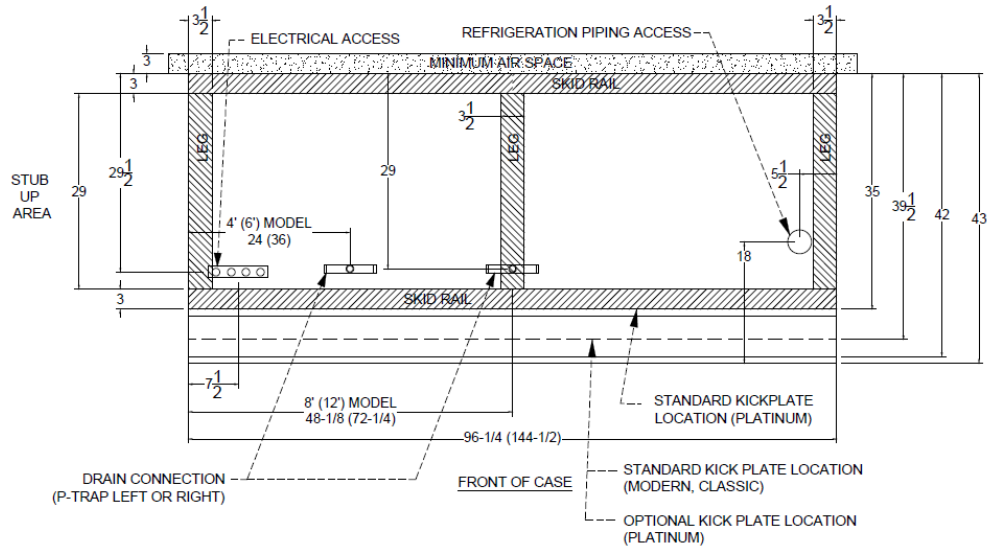 3 1/2
3 1/2
ELECTRICAL ACCESS
REFRIGERATION PIPING ACCESS
3
MINIMUM AIR SPACE
3
SKID RAIL
3 1/2
LEG
LEG
LEG
STUB
UP
AREA
29
29 1/2
29
5 1/2
35
39 1/2
42
43
4' (6') MODEL
24 (36)
18
3
SKID RAIL
7 1/2
8' (12') MODEL
48-1/8 (72-1/4)
STANDARD KICKPLATE
LOCATION (PLATINUM)
96-1/4 (144-1/2)
DRAIN CONNECTION
(P-TRAP LEFT OR RIGHT)
FRONT OF CASE
STANDARD KICK PLATE LOCATION
(MODERN, CLASSIC)
OPTIONAL KICK PLATE LOCATION
(PLATINUM)